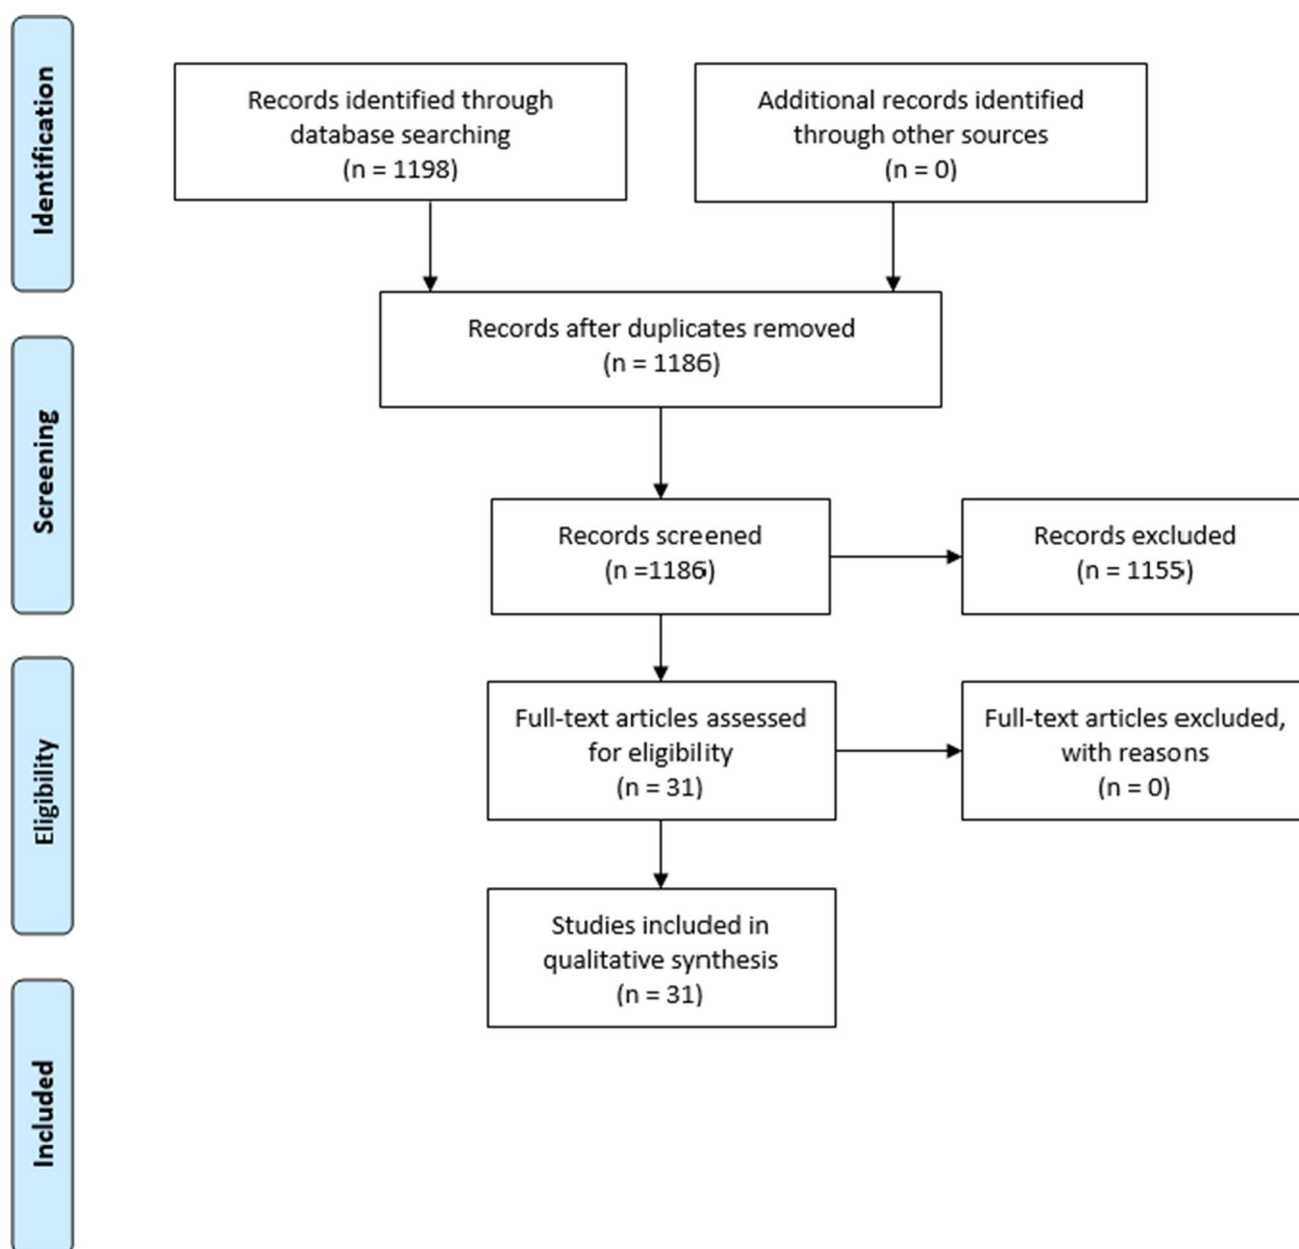 Identification
Records identified through
database searching
(n = 1198)
Additional records identified
through other sources
(n = 0)
Records after duplicates removed
(n = 1186)
Screening
Records screened
(n =1186)
Records excluded
(n = 1155)
Eligibility
Full-text articles assessed
for eligibility
(n = 31)
Full-text articles excluded,
with reasons
(n = 0)
Studies included in
qualitative synthesis
(n = 31)
Included